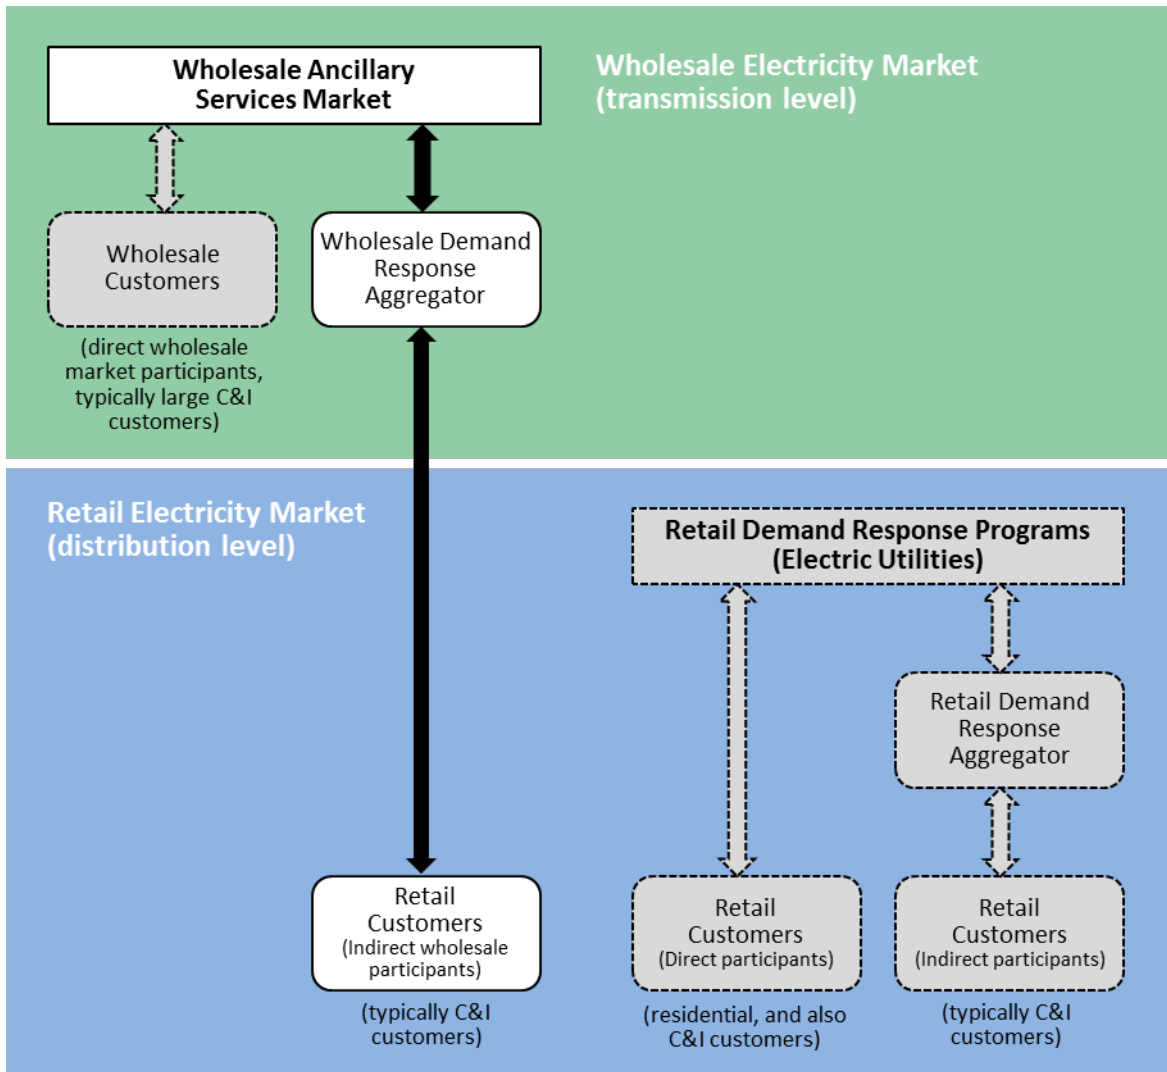 Wholesale Ancillary
Services Market
Wholesale Electricity Market
(transmission level)
Wholesale
Customers
(direct wholesale
market participants,
typically large C&I
customers)
Wholesale Demand
Response
Aggregator
Retail Electricity Market
(distribution level)
Retail Demand Response Programs
(Electric Utilities)
Retail Demand
Response
Aggregator
Retail
Customers
(Indirect wholesale
participants)
(typically C&I
customers)
Retail
Customers
(Direct participants)
(residential, and also
C&I customers)
Retail
Customers
(Indirect participants)
(typically C&I
customers)